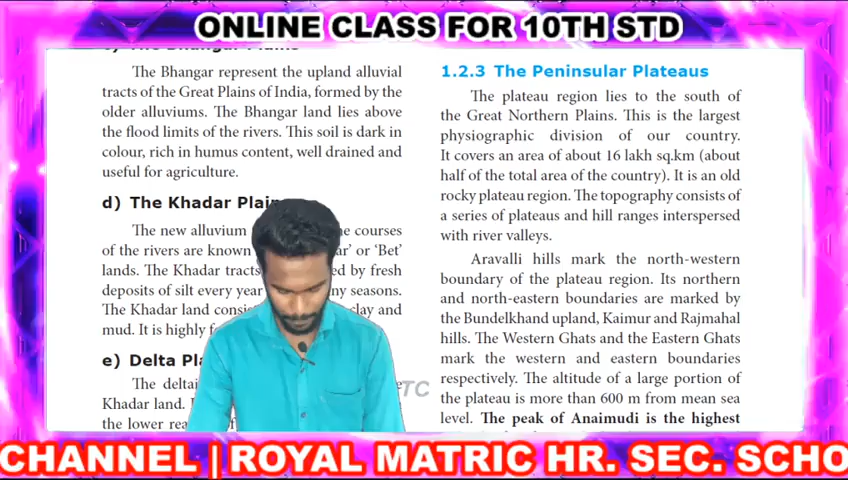 ONLINE CLASS FOR 10TH STD
The Bhangar Plains
The Bhangar represent the upland alluvial
tracts of the Great Plains of India, formed by the
older alluviums. The Bhangar land lies above
the flood limits of the rivers. This soil is dark in
colour, rich in humus content, well drained and
useful for agriculture.
d) The Khadar Plain
The new alluvium he courses
of the rivers are known ar’ or ‘Bet’
lands. The Khadar tracts ed by fresh
deposits of silt every year ny seasons.
The Khadar land consi clay and
mud. It is highly f
e) Delta Pla
The deltai e
Khadar land.
the lower rea of
1.2.3 The Peninsular Plateaus
The plateau region lies to the south of
the Great Northern Plains. This is the largest
physiographic division of our country.
It covers an area of about 16 lakh sq.km (about
half of the total area of the country). It is an old
rocky plateau region. The topography consists of
a series of plateaus and hill ranges interspersed
with river valleys.
Aravalli hills mark the north-western
boundary of the plateau region. Its northern
and north-eastern boundaries are marked by
the Bundelkhand upland, Kaimur and Rajmahal
hills. The Western Ghats and the Eastern Ghats
mark the western and eastern boundaries
respectively. The altitude of a large portion of
the plateau is more than 600 m from mean sea
level. The peak of Anaimudi is the highest
TC
CHANNEL | ROYAL MATRIC HR. SEC. SCHO